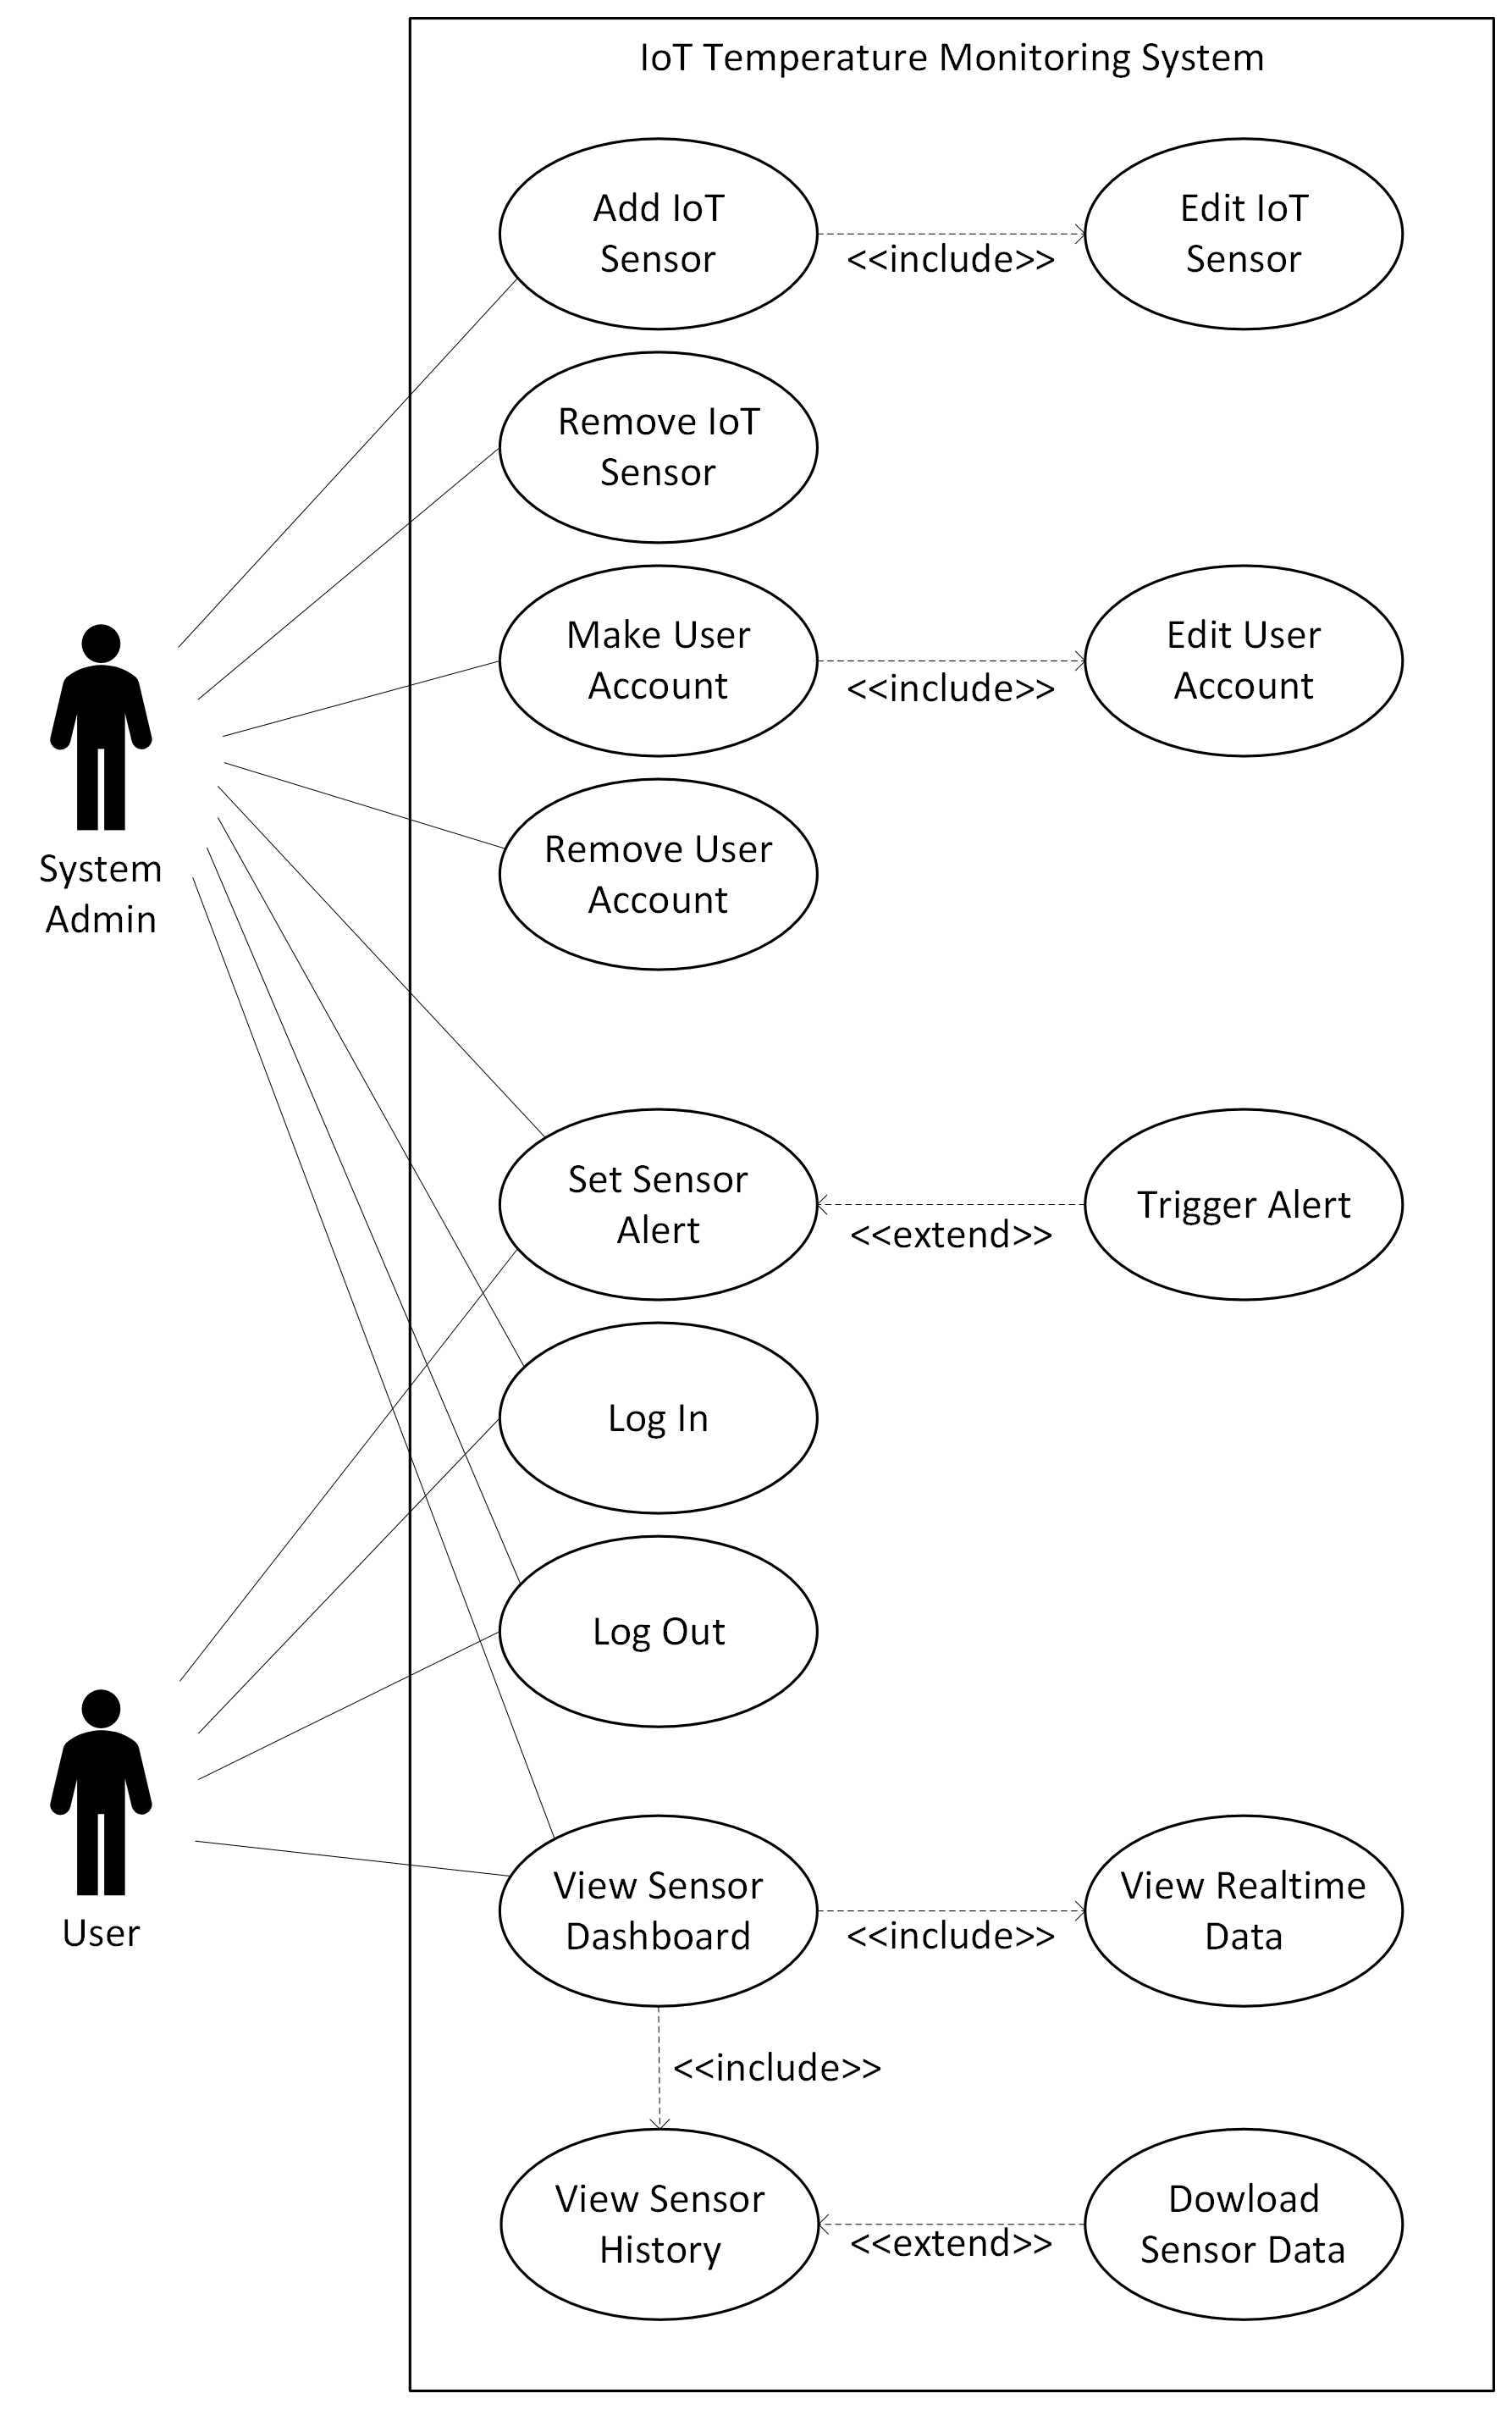 IoT Temperature Monitoring System
Add IoT
Sensor
<<include>>
Edit IoT
Sensor
Remove IoT
Sensor
Make User
Account
<<include>>
Edit User
Account
System
Admin
Remove User
Account
Set Sensor
Alert
<<extend>>
Trigger Alert
Log In
Log Out
User
View Sensor
Dashboard
<<include>>
View Realtime
Data
<<include>>
View Sensor
History
<<extend>>
Dowload
Sensor Data